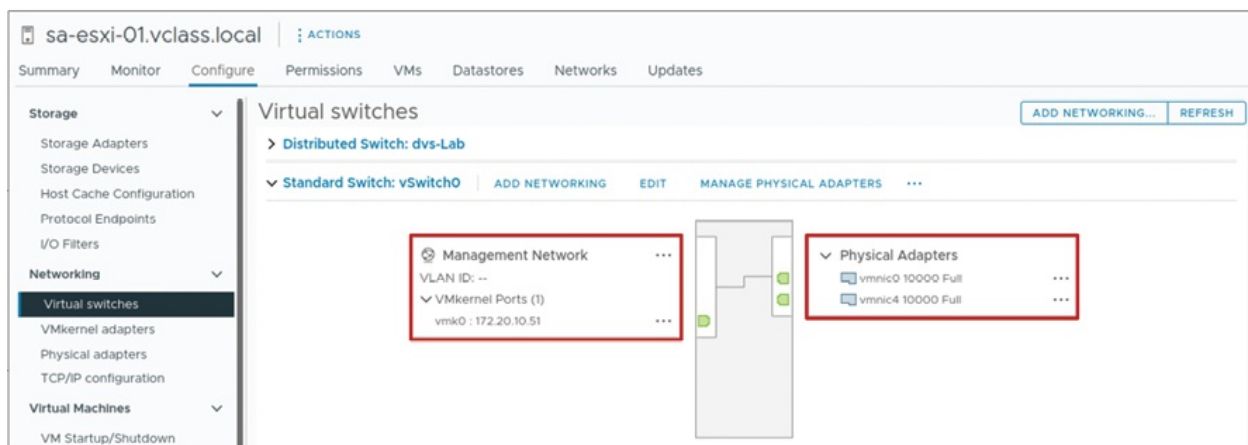 sa-esxi-01.vclass.local ACTIONS
Summary Monitor Configure Permissions VMs Datastores Networks Updates
Storage
Storage Adapters
Storage Devices
Host Cache Configuration
Protocol Endpoints
I/O Filters
Networking
Virtual switches
VMkernel adapters
Physical adapters
TCP/IP configuration
Virtual Machines
VM Startup/Shutdown
Virtual switches
ADD NETWORKING... REFRESH
Distributed Switch: dvs-Lab
Standard Switch: vSwitch0 ADD NETWORKING EDIT MANAGE PHYSICAL ADAPTERS ...
Management Network ...
VLAN ID: --
VMkernel Ports (1)
vmk0 : 172.20.10.51 ...
Physical Adapters
vmnic0 10000 Full ...
vmnic4 10000 Full ...